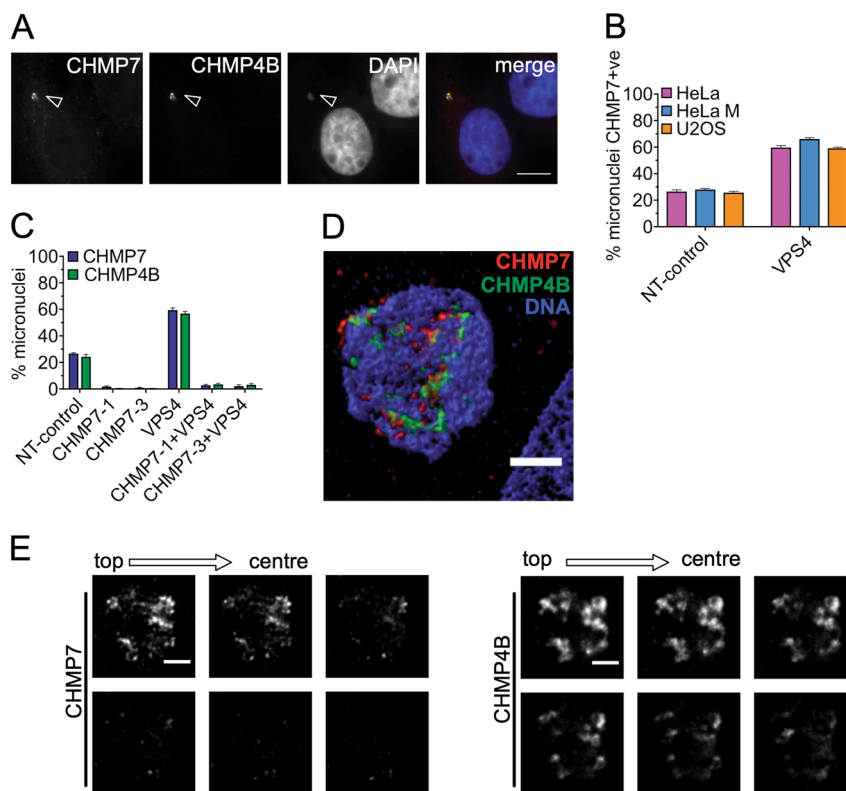 A
CHMP7
CHMP4B
DAPI
merge
B
% micronuclei CHMP7+ve
100
80
60
40
20
0
HeLa
HeLa M
U2OS
NT-control
VPS4
C
% micronuclei
100
80
60
40
20
0
CHMP7
CHMP4B
NT-control
CHMP7-1
CHMP7-3
VPS4
CHMP7-1+VPS4
CHMP7-3+VPS4
D
CHMP7
CHMP4B
DNA
E
top
centre
CHMP7
top
centre
CHMP4B